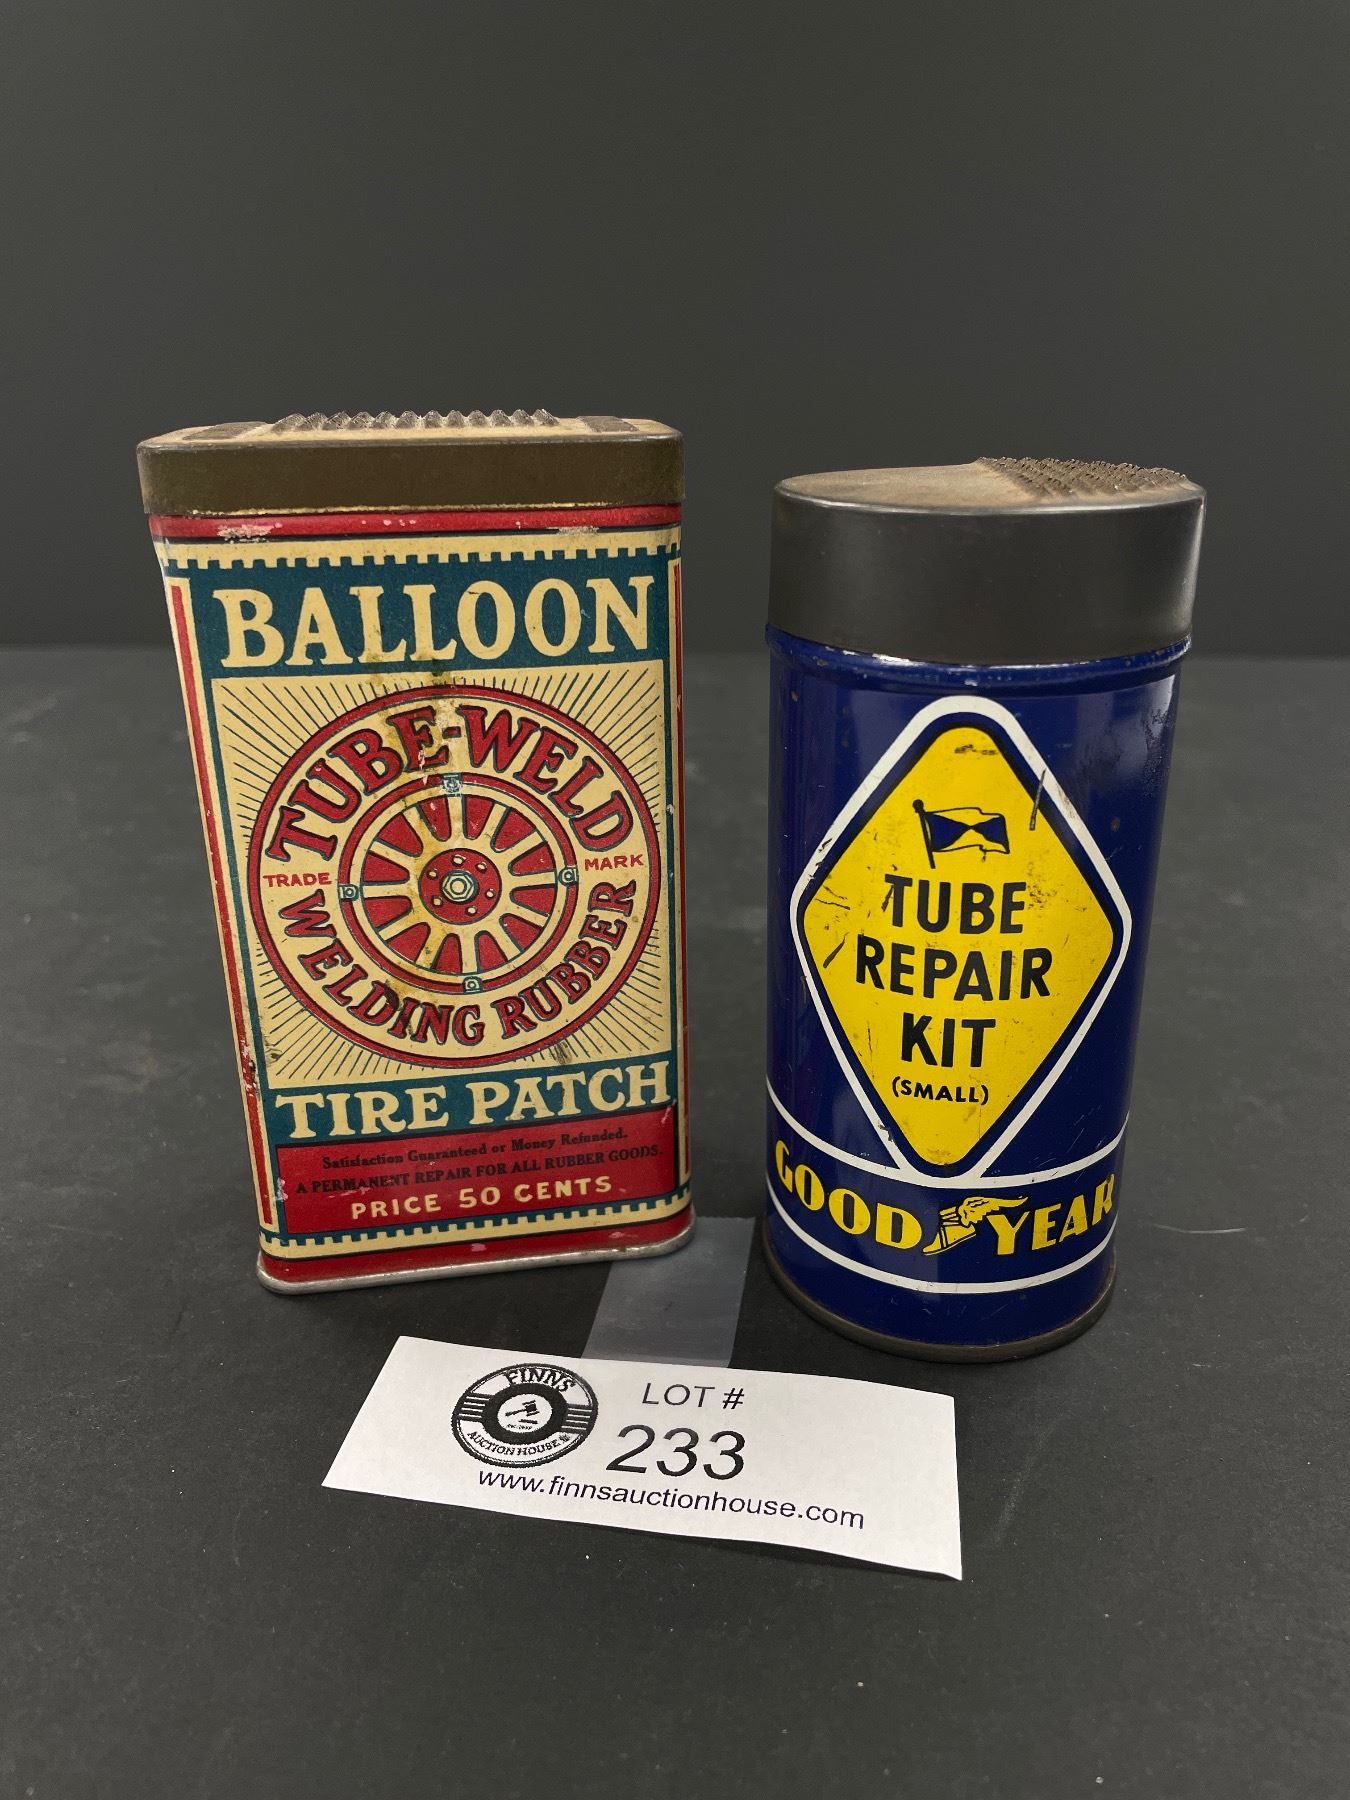 BALLOON
TUBE-WELD
TRADE MARK
WELDING RUBBER
TIRE PATCH
Satisfaction Guaranteed or Money Refunded.
A PERMANENT REPAIR FOR ALL RUBBER GOODS.
PRICE 50 CENTS
TUBE
REPAIR
KIT
(SMALL)
GOOD YEAR
FINNS
AUCTION HOUSE
LOT #
233
www.finnsauctionhouse.com